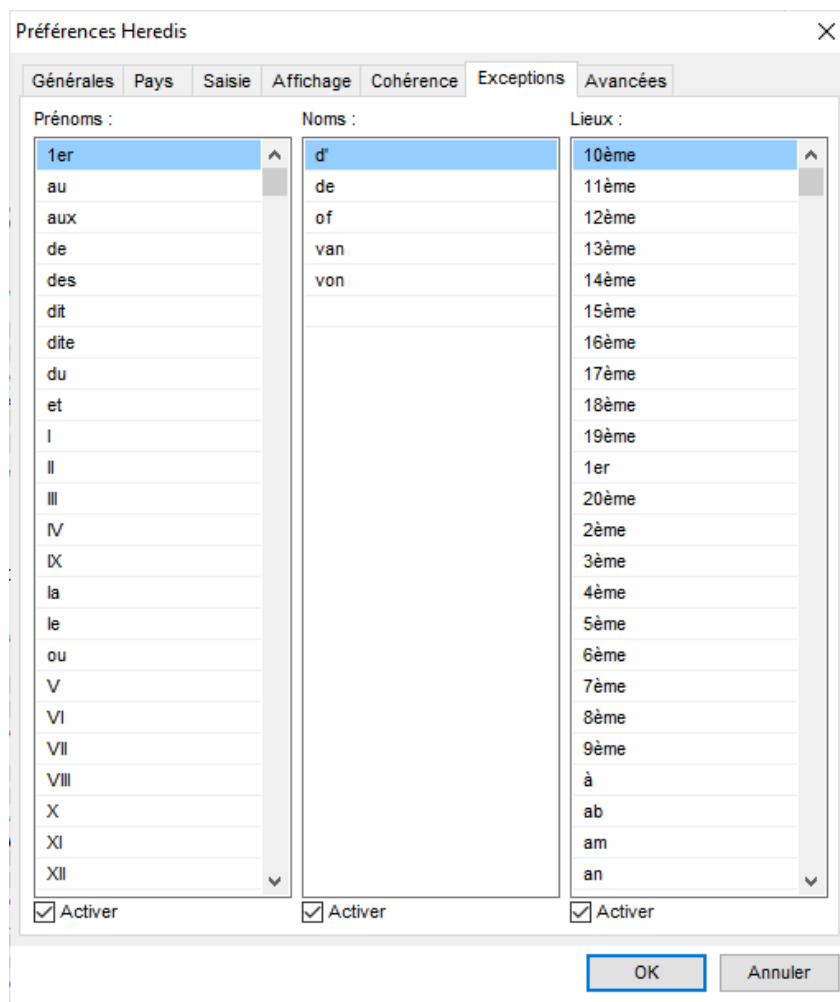 Préférences Heredis
Générales Pays Saisie Affichage Cohérence Exceptions Avancées
Prénoms : Noms : Lieux :
1er d' 10ème
au de 11ème
aux of 12ème
de van 13ème
des von 14ème
dit 15ème
dite 16ème
du 17ème
et 18ème
I 19ème
II 1er
III 20ème
IV 2ème
IX 3ème
la 4ème
le 5ème
ou 6ème
V 7ème
VI 8ème
VII 9ème
VIII à
X ab
XI am
XII an
Activer Activer Activer
OK Annuler